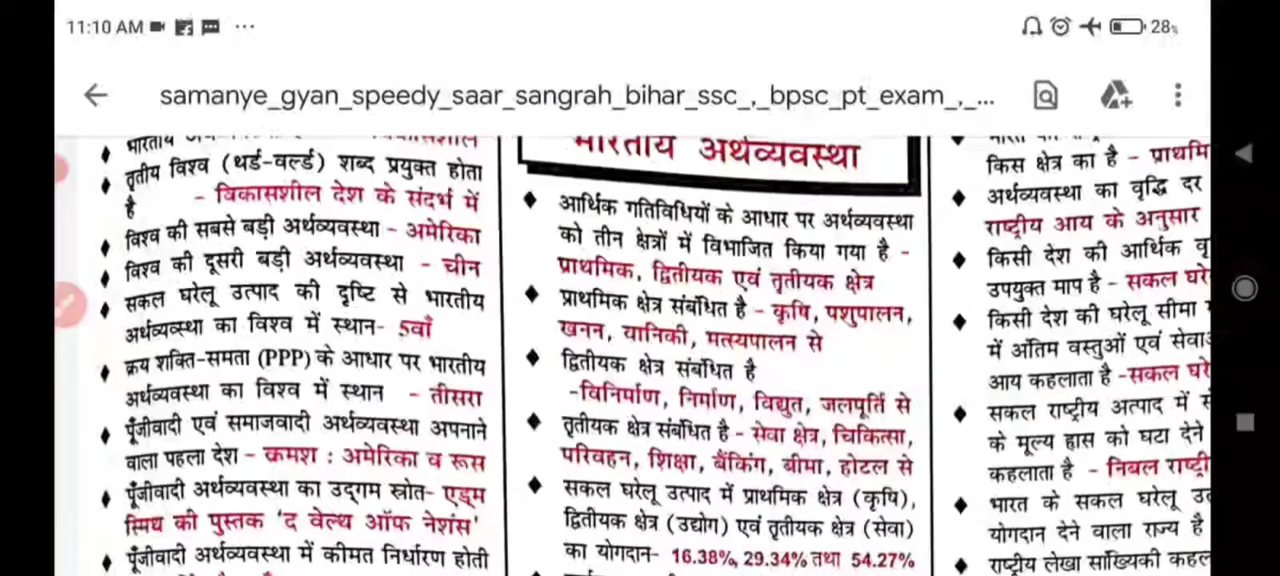 11:10 AM ...
28%
samanye_gyan_speedy_saar_sangrah_bihar_ssc_,_bpsc_pt_exam_,_...
भारतीय
तृतीय विश्व (थर्ड-वर्ल्ड) शब्द प्रयुक्त होता
है - विकासशील देश के संदर्भ में
विश्व की सबसे बड़ी अर्थव्यवस्था - अमेरिका
विश्व की दूसरी बड़ी अर्थव्यवस्था - चीन
सकल घरेलू उत्पाद की दृष्टि से भारतीय
अर्थव्यव्स्था का विश्व में स्थान- 5वाँ
क्रय शक्ति-समता (PPP) के आधार पर भारतीय
अर्थव्यवस्था का विश्व में स्थान - तीसरा
पूँजीवादी एवं समाजवादी अर्थव्यवस्था अपनाने
वाला पहला देश - क्रमश : अमेरिका व रूस
पूँजीवादी अर्थव्यवस्था का उद्गम स्रोत- एड्म
स्मिथ की पुस्तक 'द वेल्थ ऑफ नेशंस'
पूँजीवादी अर्थव्यवस्था में कीमत निर्धारण होती
भारतीय अर्थव्यवस्था
आर्थिक गतिविधियों के आधार पर अर्थव्यवस्था
को तीन क्षेत्रों में विभाजित किया गया है -
प्राथमिक, द्वितीयक एवं तृतीयक क्षेत्र
प्राथमिक क्षेत्र संबंधित है - कृषि, पशुपालन,
खनन, यानिकी, मत्स्यपालन से
द्वितीयक क्षेत्र संबंधित है
-विनिर्माण, निर्माण, विद्युत, जलपूर्ति से
तृतीयक क्षेत्र संबंधित है - सेवा क्षेत्र, चिकित्सा,
परिवहन, शिक्षा, बैंकिंग, बीमा, होटल से
सकल घरेलू उत्पाद में प्राथमिक क्षेत्र (कृषि),
द्वितीयक क्षेत्र (उद्योग) एवं तृतीयक क्षेत्र (सेवा)
का योगदान- 16.38%, 29.34% तथा 54.27%
किस क्षेत्र का है - प्राथमि
अर्थव्यवस्था का वृद्धि दर
राष्ट्रीय आय के अनुसार
किसी देश की आर्थिक वृ
उपयुक्त माप है - सकल घरे
किसी देश की घरेलू सीमा
में अंतिम वस्तुओं एवं सेवा
आय कहलाता है -सकल घरे
सकल राष्ट्रीय अत्पाद में से
के मूल्य ह्रास को घटा देने
कहलाता है - निबल राष्ट्री
भारत के सकल घरेलू उत
योगदान देने वाला राज्य है
राष्ट्रीय लेखा सांख्यिकी कहल